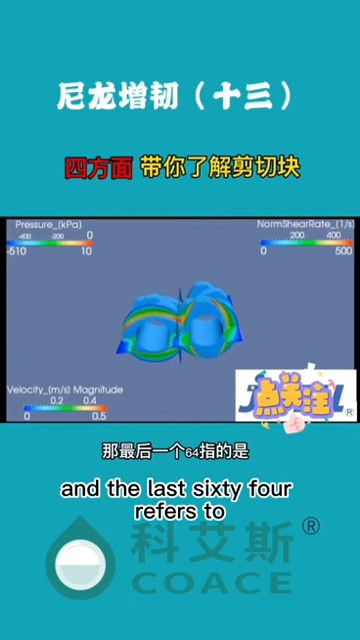 尼龙增韧（十三）
四方面 带你了解剪切块
Pressure_(kPa)
-400 -200 0
-510 10
NormShearRate_(1/s)
200 400
0 500
点关注
®
Velocity_(m/s) Magnitude
0.2 0.4
0 0.5
那最后一个64指的是
and the last sixty four
refers to
科艾斯®
COACE